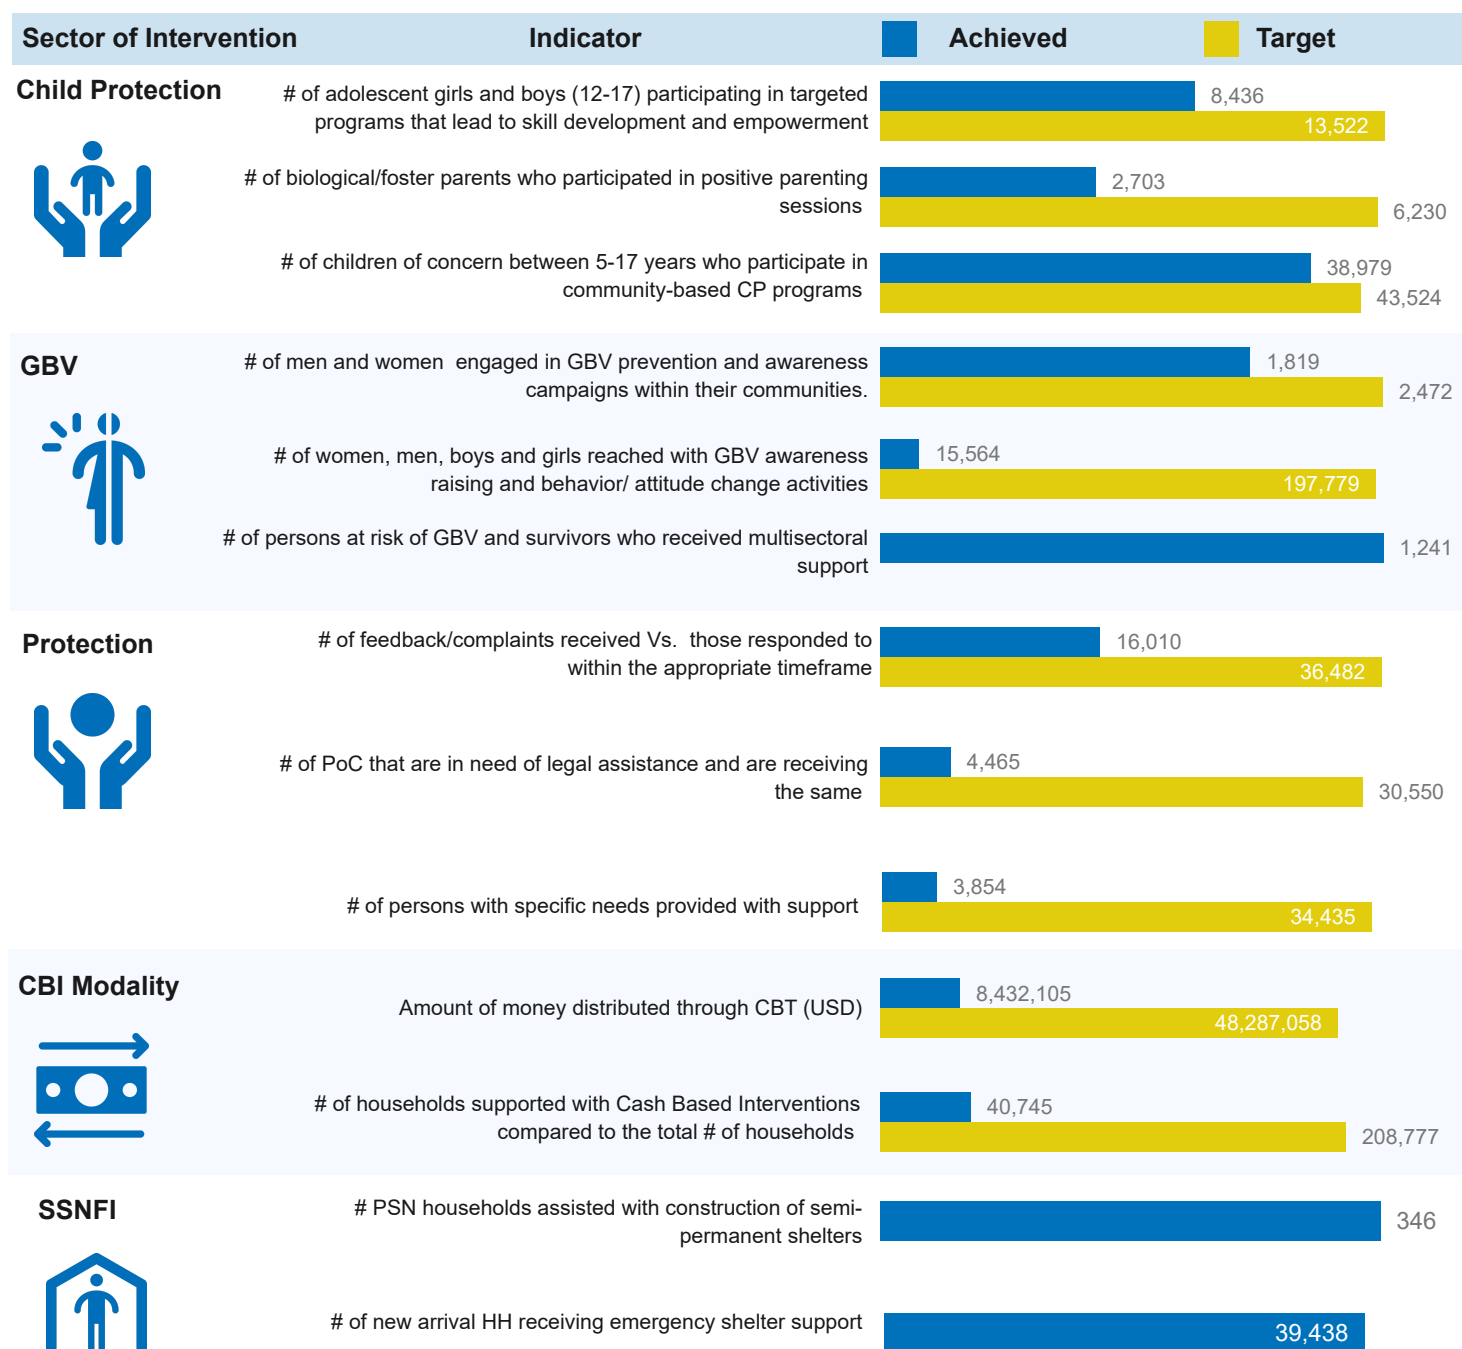 Sector of Intervention Indicator Achieved Target
Child Protection
# of adolescent girls and boys (12-17) participating in targeted
programs that lead to skill development and empowerment
8,436
13,522
# of biological/foster parents who participated in positive parenting
sessions
2,703
6,230
# of children of concern between 5-17 years who participate in
community-based CP programs
38,979
43,524
GBV
# of men and women engaged in GBV prevention and awareness
campaigns within their communities.
1,819
2,472
# of women, men, boys and girls reached with GBV awareness
raising and behavior/ attitude change activities
15,564
197,779
# of persons at risk of GBV and survivors who received multisectoral
support
1,241
Protection
# of feedback/complaints received Vs. those responded to
within the appropriate timeframe
16,010
36,482
# of PoC that are in need of legal assistance and are receiving
the same
4,465
30,550
# of persons with specific needs provided with support
3,854
34,435
CBI Modality
Amount of money distributed through CBT (USD)
8,432,105
48,287,058
# of households supported with Cash Based Interventions
compared to the total # of households
40,745
208,777
SSNFI
# PSN households assisted with construction of semi-
permanent shelters
346
# of new arrival HH receiving emergency shelter support
39,438